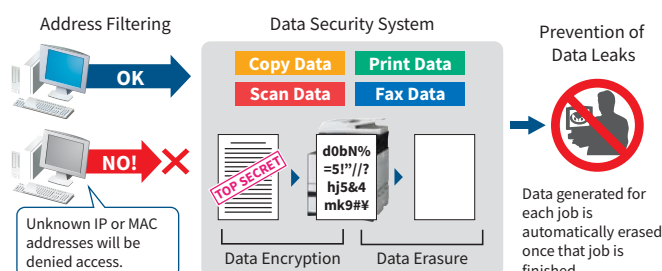 Address Filtering
OK
NO!
Unknown IP or MAC
addresses will be
denied access.
Data Security System
Copy Data
Print Data
Scan Data
Fax Data
TOP SECRET
d0bN%
=5!"//?
hj5&4
mk9#¥
Data Encryption
Data Erasure
Prevention of
Data Leaks
Data generated for
each job is
automatically erased
once that job is
finished